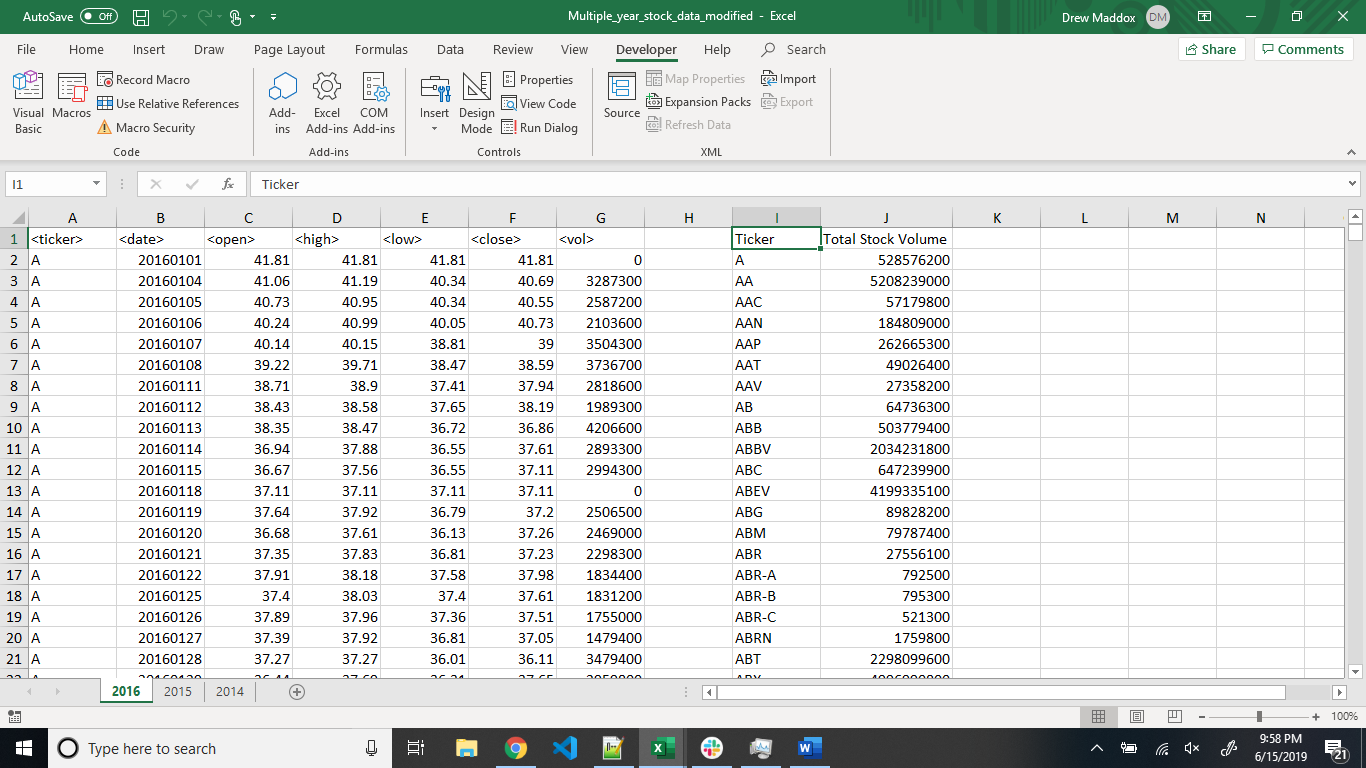 AutoSave Off Multiple_year_stock_data_modified - Excel Drew Maddox DM
File Home Insert Draw Page Layout Formulas Data Review View Developer Help Search Share Comments
Visual Basic
Macros
Record Macro
Use Relative References
Macro Security
Code
Add-ins
Excel Add-ins
COM Add-ins
Add-ins
Insert
Design Mode
Properties
View Code
Run Dialog
Controls
Source
Map Properties
Expansion Packs
Refresh Data
Import
Export
XML
I1 fx Ticker
A B C D E F G H I J K L M N
1 <ticker> <date> <open> <high> <low> <close> <vol> Ticker Total Stock Volume
2 A 20160101 41.81 41.81 41.81 41.81 0 A 528576200
3 A 20160104 41.06 41.19 40.34 40.69 3287300 AA 5208239000
4 A 20160105 40.73 40.95 40.34 40.55 2587200 AAC 57179800
5 A 20160106 40.24 40.99 40.05 40.73 2103600 AAN 184809000
6 A 20160107 40.14 40.15 38.81 39 3504300 AAP 262665300
7 A 20160108 39.22 39.71 38.47 38.59 3736700 AAT 49026400
8 A 20160111 38.71 38.9 37.41 37.94 2818600 AAV 27358200
9 A 20160112 38.43 38.58 37.65 38.19 1989300 AB 64736300
10 A 20160113 38.35 38.47 36.72 36.86 4206600 ABB 503779400
11 A 20160114 36.94 37.88 36.55 37.61 2893300 ABBV 2034231800
12 A 20160115 36.67 37.56 36.55 37.11 2994300 ABC 647239900
13 A 20160118 37.11 37.11 37.11 37.11 0 ABEV 4199335100
14 A 20160119 37.64 37.92 36.79 37.2 2506500 ABG 89828200
15 A 20160120 36.68 37.61 36.13 37.26 2469000 ABM 79787400
16 A 20160121 37.35 37.83 36.81 37.23 2298300 ABR 27556100
17 A 20160122 37.91 38.18 37.58 37.98 1834400 ABR-A 792500
18 A 20160125 37.4 38.03 37.4 37.61 1831200 ABR-B 795300
19 A 20160126 37.89 37.96 37.36 37.51 1755000 ABR-C 521300
20 A 20160127 37.39 37.92 36.81 37.05 1479400 ABRN 1759800
21 A 20160128 37.27 37.27 36.01 36.11 3479400 ABT 2298099600
2016 2015 2014
100%
Type here to search
9:58 PM
6/15/2019
21